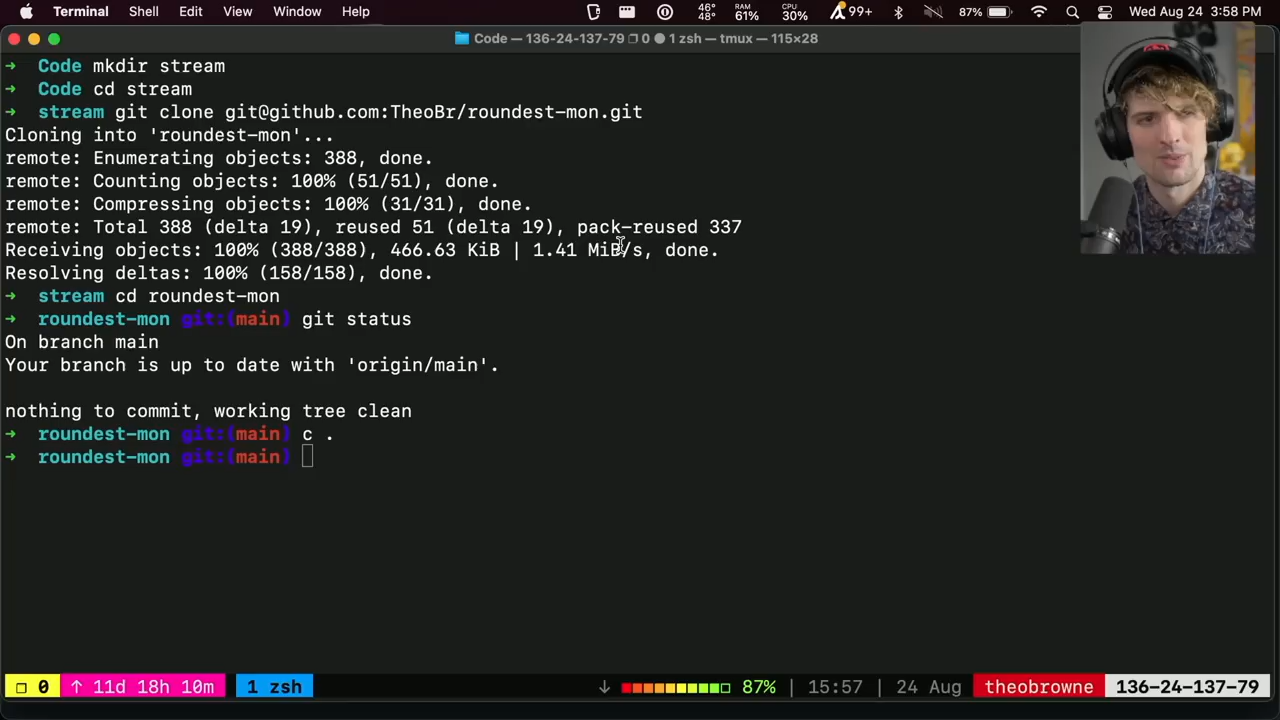 Terminal Shell Edit View Window Help 46° 48° RAM 61% CPU 30% 99+ 87% Wed Aug 24 3:58 PM
Code — 136-24-137-79 0 1 zsh — tmux — 115×28
→ Code mkdir stream
→ Code cd stream
→ stream git clone git@github.com:TheoBr/roundest-mon.git
Cloning into 'roundest-mon'...
remote: Enumerating objects: 388, done.
remote: Counting objects: 100% (51/51), done.
remote: Compressing objects: 100% (31/31), done.
remote: Total 388 (delta 19), reused 51 (delta 19), pack-reused 337
Receiving objects: 100% (388/388), 466.63 KiB | 1.41 MiB/s, done.
Resolving deltas: 100% (158/158), done.
→ stream cd roundest-mon
→ roundest-mon git:(main) git status
On branch main
Your branch is up to date with 'origin/main'.
nothing to commit, working tree clean
→ roundest-mon git:(main) c .
→ roundest-mon git:(main)
0 ↑ 11d 18h 10m 1 zsh ↓ 87% | 15:57 | 24 Aug theobrowne 136-24-137-79